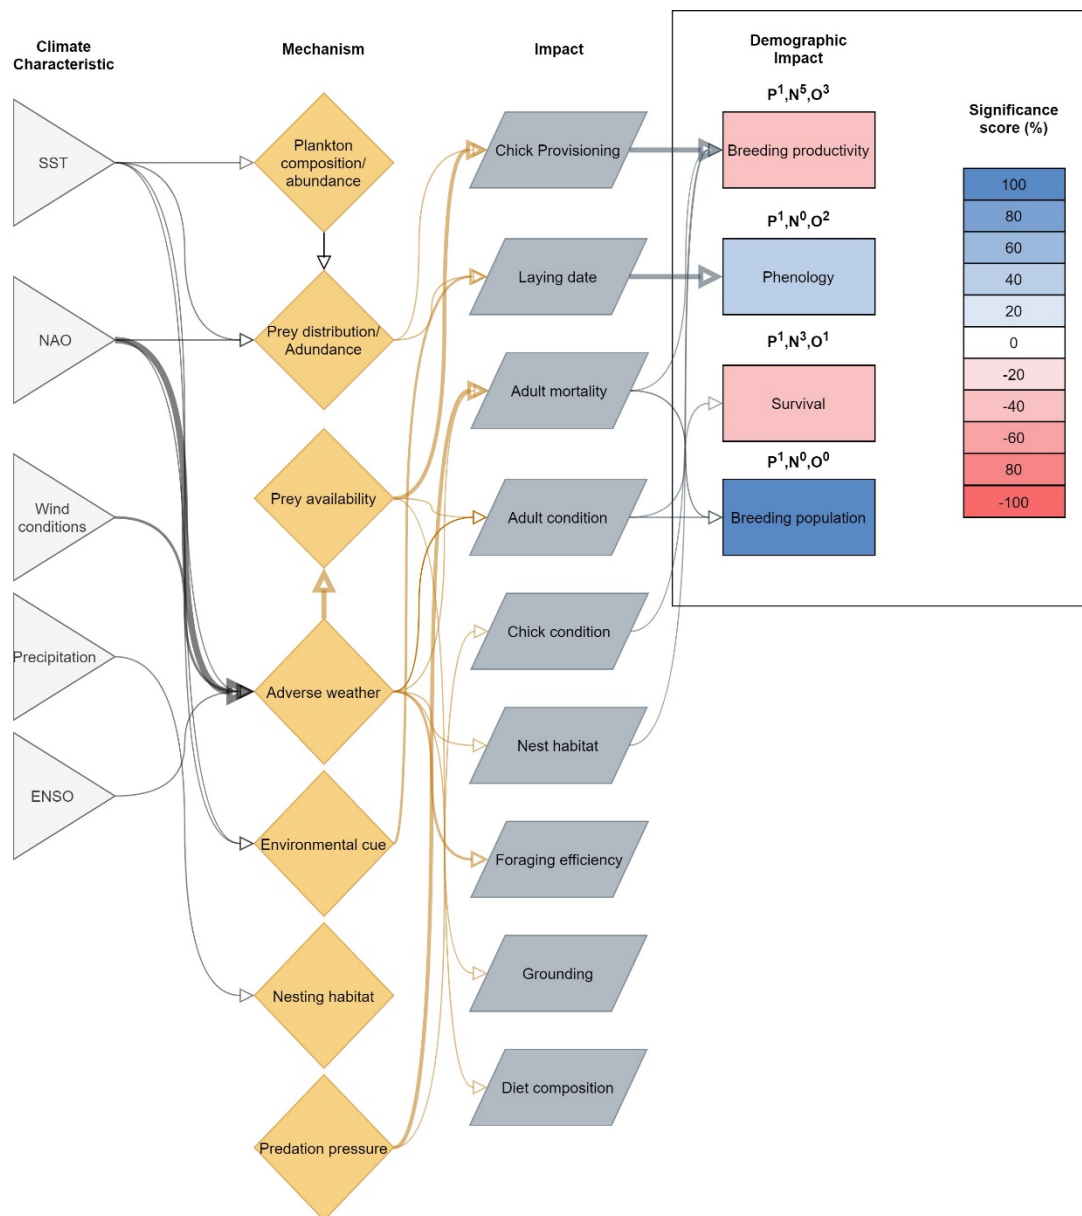 Climate
Characteristic
Mechanism
Impact
Demographic
Impact
Significance
score (%)
SST
NAO
Wind
conditions
Precipitation
ENSO
Plankton
composition/
abundance
Prey distribution/
Adundance
Prey availability
Adverse weather
Environmental cue
Nesting habitat
Predation pressure
Chick Provisioning
Laying date
Adult mortality
Adult condition
Chick condition
Nest habitat
Foraging efficiency
Grounding
Diet composition
P¹,N⁵,O³
Breeding productivity
P¹,N⁰,O²
Phenology
P¹,N³,O¹
Survival
P¹,N⁰,O⁰
Breeding population
100
80
60
40
20
0
-20
-40
-60
80
-100